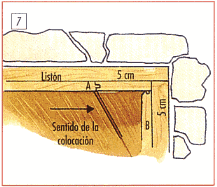 7
Listón 5 cm
A
B
5 cm
Sentido de la
colocación